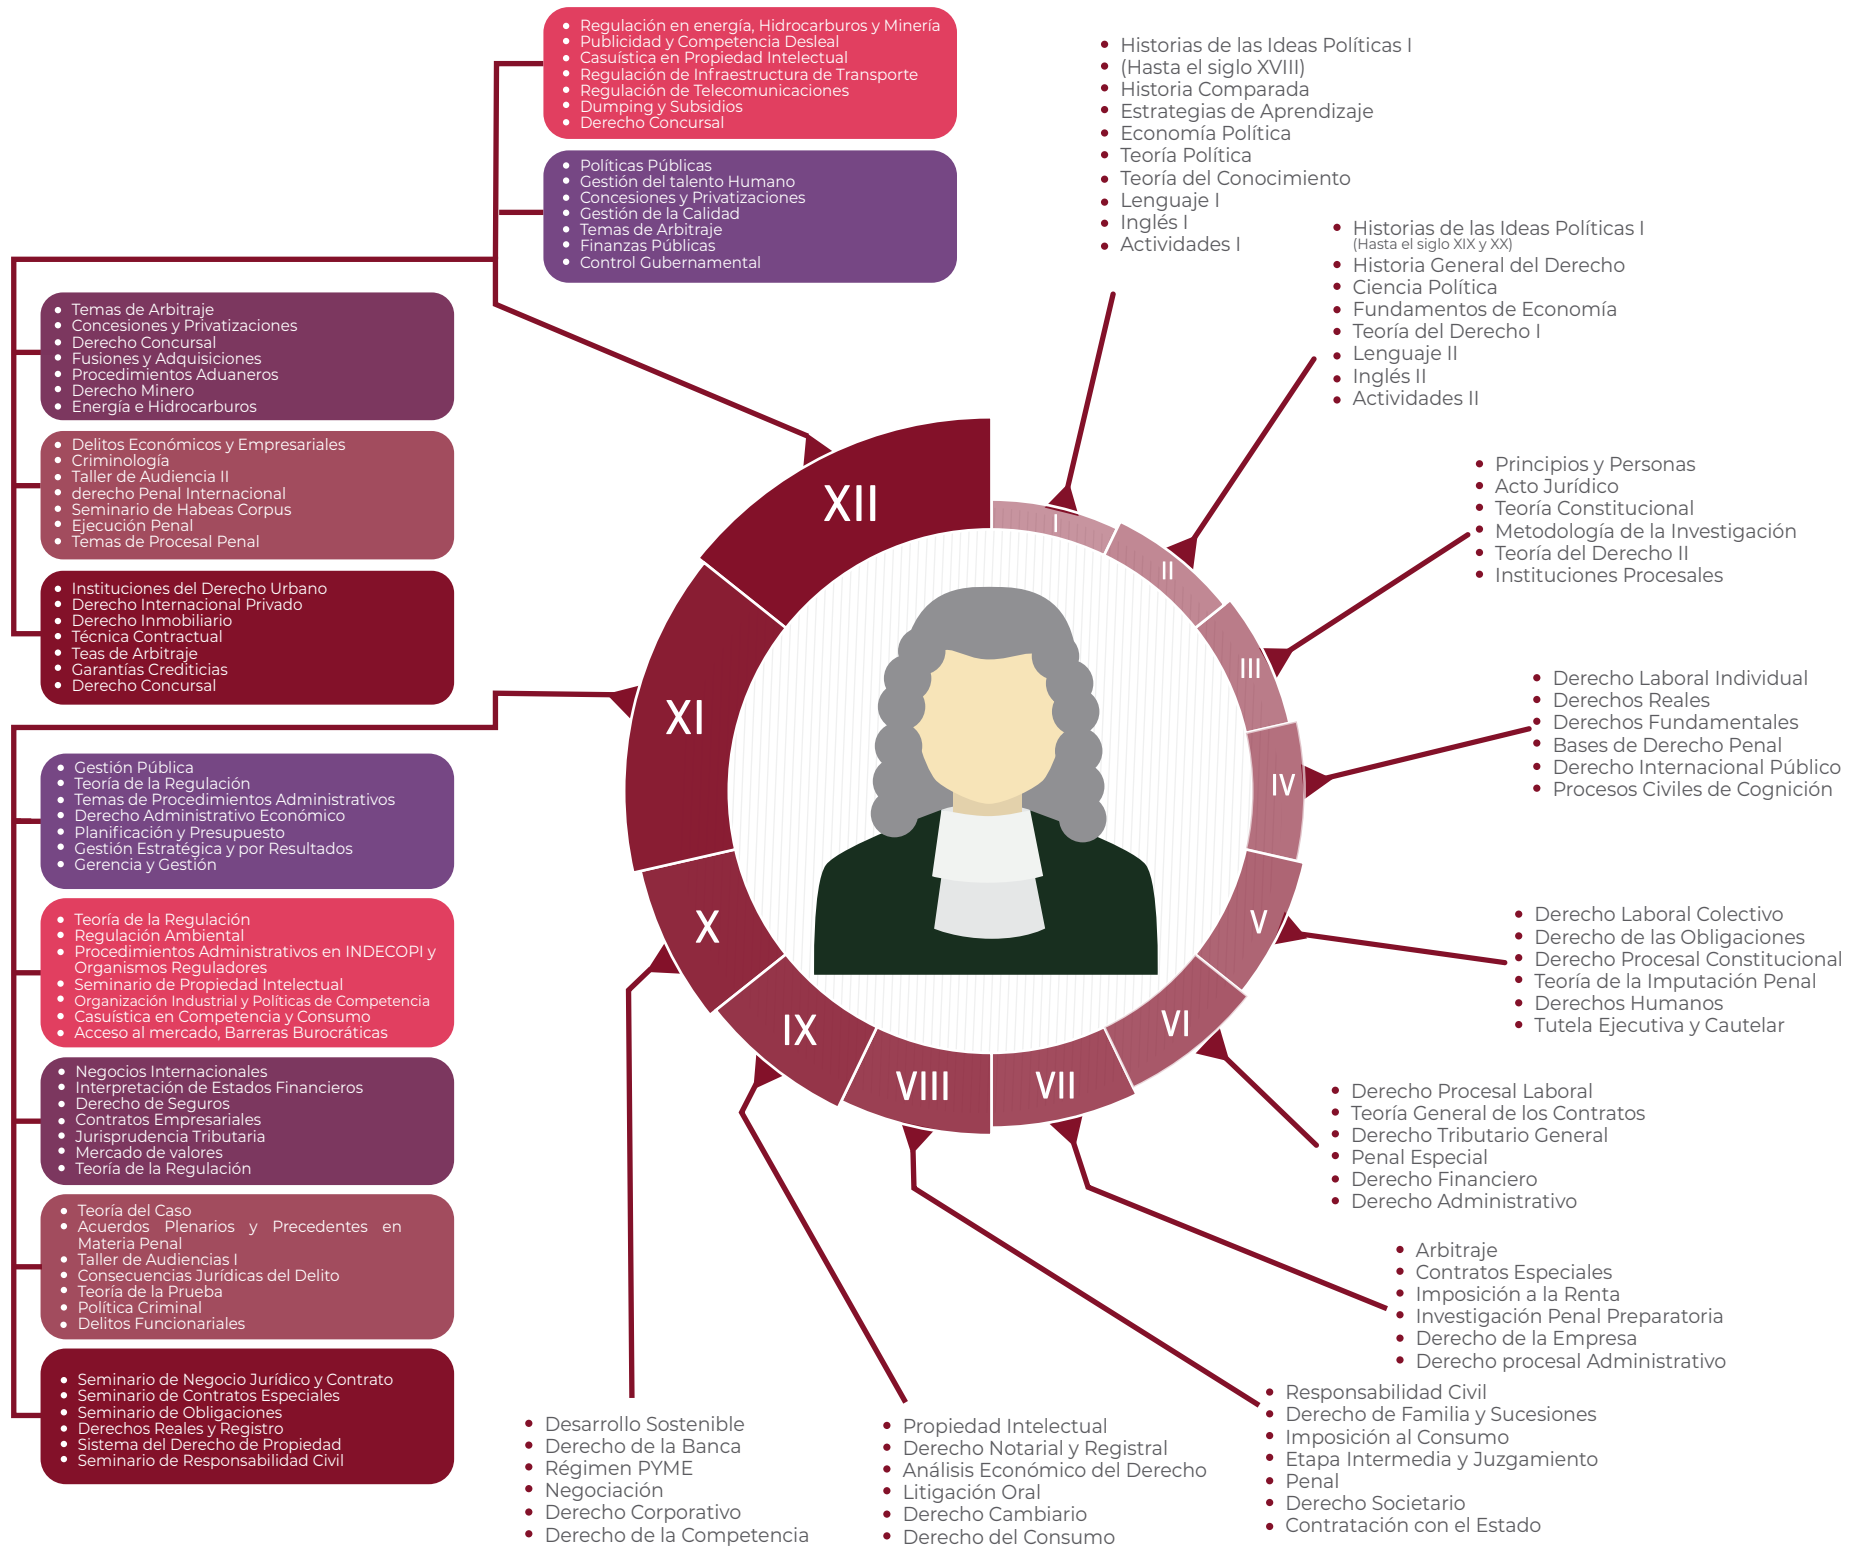 Regulación en energía, Hidrocarburos y Minería
Publicidad y Competencia Desleal
Casuística en Propiedad Intelectual
Regulación de Infraestructura de Transporte
Regulación de Telecomunicaciones
Dumping y Subsidios
Derecho Concursal
Políticas Públicas
Gestión del talento Humano
Concesiones y Privatizaciones
Gestión de la Calidad
Temas de Arbitraje
Finanzas Públicas
Control Gubernamental
Temas de Arbitraje
Concesiones y Privatizaciones
Derecho Concursal
Fusiones y Adquisiciones
Procedimientos Aduaneros
Derecho Minero
Energía e Hidrocarburos
Delitos Económicos y Empresariales
Criminología
Taller de Audiencia II
derecho Penal Internacional
Seminario de Habeas Corpus
Ejecución Penal
Temas de Procesal Penal
Instituciones del Derecho Urbano
Derecho Internacional Privado
Derecho Inmobiliario
Técnica Contractual
Teas de Arbitraje
Garantías Crediticias
Derecho Concursal
Gestión Pública
Teoría de la Regulación
Temas de Procedimientos Administrativos
Derecho Administrativo Económico
Planificación y Presupuesto
Gestión Estratégica y por Resultados
Gerencia y Gestión
Teoría de la Regulación
Regulación Ambiental
Procedimientos Administrativos en INDECOPI y
Organismos Reguladores
Seminario de Propiedad Intelectual
Organización Industrial y Políticas de Competencia
Casuística en Competencia y Consumo
Acceso al mercado, Barreras Burocráticas
Negocios Internacionales
Interpretación de Estados Financieros
Derecho de Seguros
Contratos Empresariales
Jurisprudencia Tributaria
Mercado de valores
Teoría de la Regulación
Teoría del Caso
Acuerdos Plenarios y Precedentes en
Materia Penal
Taller de Audiencias I
Consecuencias Jurídicas del Delito
Teoría de la Prueba
Política Criminal
Delitos Funcionariales
Seminario de Negocio Jurídico y Contrato
Seminario de Contratos Especiales
Seminario de Obligaciones
Derechos Reales y Registro
Sistema del Derecho de Propiedad
Seminario de Responsabilidad Civil
XII
XI
X
IX
VIII
VII
VI
V
IV
III
II
I
Historias de las Ideas Políticas I
(Hasta el siglo XVIII)
Historia Comparada
Estrategias de Aprendizaje
Economía Política
Teoría Política
Teoría del Conocimiento
Lenguaje I
Inglés I
Actividades I
Historias de las Ideas Políticas I
(Hasta el siglo XIX y XX)
Historia General del Derecho
Ciencia Política
Fundamentos de Economía
Teoría del Derecho I
Lenguaje II
Inglés II
Actividades II
Principios y Personas
Acto Jurídico
Teoría Constitucional
Metodología de la Investigación
Teoría del Derecho II
Instituciones Procesales
Derecho Laboral Individual
Derechos Reales
Derechos Fundamentales
Bases de Derecho Penal
Derecho Internacional Público
Procesos Civiles de Cognición
Derecho Laboral Colectivo
Derecho de las Obligaciones
Derecho Procesal Constitucional
Teoría de la Imputación Penal
Derechos Humanos
Tutela Ejecutiva y Cautelar
Derecho Procesal Laboral
Teoría General de los Contratos
Derecho Tributario General
Penal Especial
Derecho Financiero
Derecho Administrativo
Arbitraje
Contratos Especiales
Imposición a la Renta
Investigación Penal Preparatoria
Derecho de la Empresa
Derecho procesal Administrativo
Responsabilidad Civil
Derecho de Familia y Sucesiones
Imposición al Consumo
Etapa Intermedia y Juzgamiento
Penal
Derecho Societario
Contratación con el Estado
Propiedad Intelectual
Derecho Notarial y Registral
Análisis Económico del Derecho
Litigación Oral
Derecho Cambiario
Derecho del Consumo
Desarrollo Sostenible
Derecho de la Banca
Régimen PYME
Negociación
Derecho Corporativo
Derecho de la Competencia